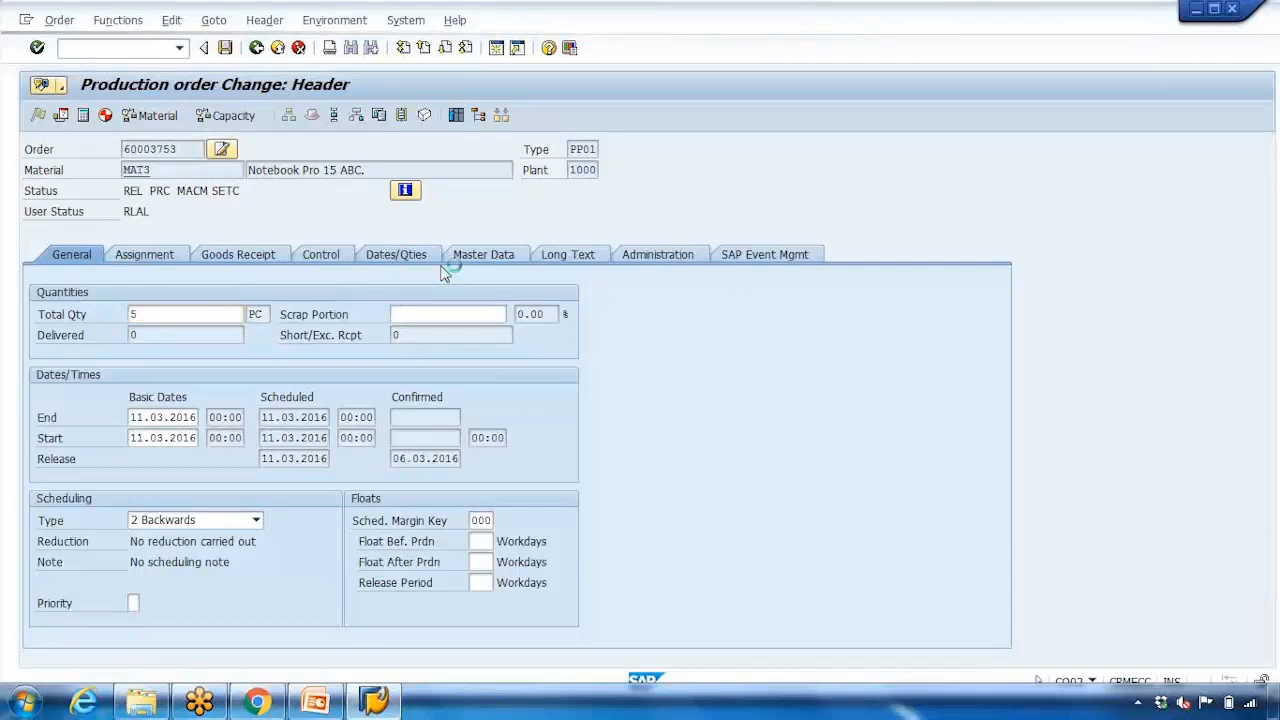 Order Functions Edit Goto Header Environment System Help
Production order Change: Header
Material Capacity
Order 60003753 Type PP01
Material MAT3 Notebook Pro 15 ABC. Plant 1000
Status REL PRC MACM SETC
User Status RLAL
General Assignment Goods Receipt Control Dates/Qties Master Data Long Text Administration SAP Event Mgmt
Quantities
Total Qty 5 PC Scrap Portion 0.00 %
Delivered 0 Short/Exc. Rcpt 0
Dates/Times
Basic Dates Scheduled Confirmed
End 11.03.2016 00:00 11.03.2016 00:00
Start 11.03.2016 00:00 11.03.2016 00:00 00:00
Release 11.03.2016 06.03.2016
Scheduling Floats
Type 2 Backwards Sched. Margin Key 000
Reduction No reduction carried out Float Bef. Prdn Workdays
Note No scheduling note Float After Prdn Workdays
Release Period Workdays
Priority
SAP CO02 CRMECC INS